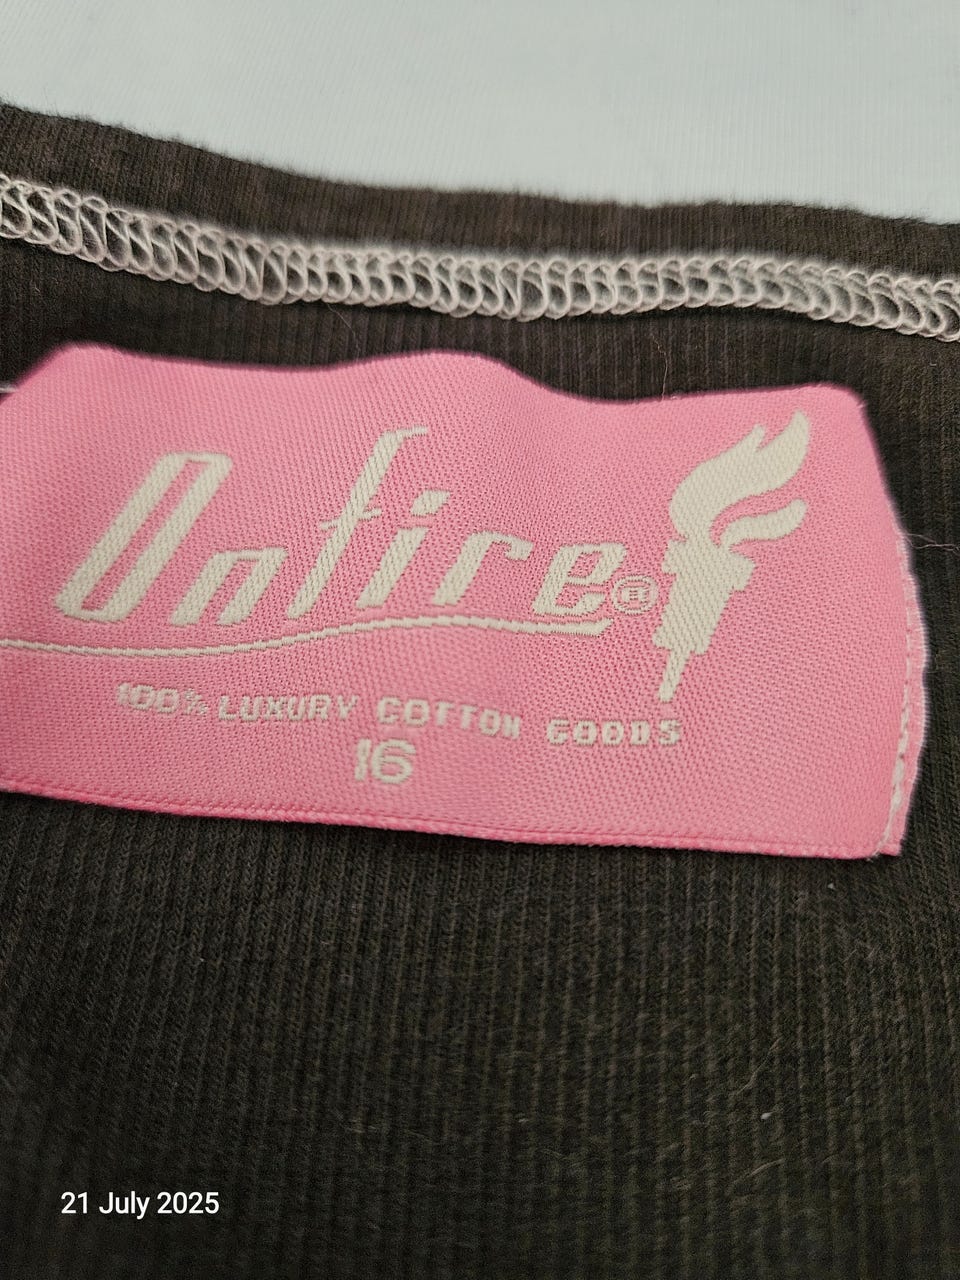 Onfire®
100% LUXURY COTTON GOODS
16
21 July 2025